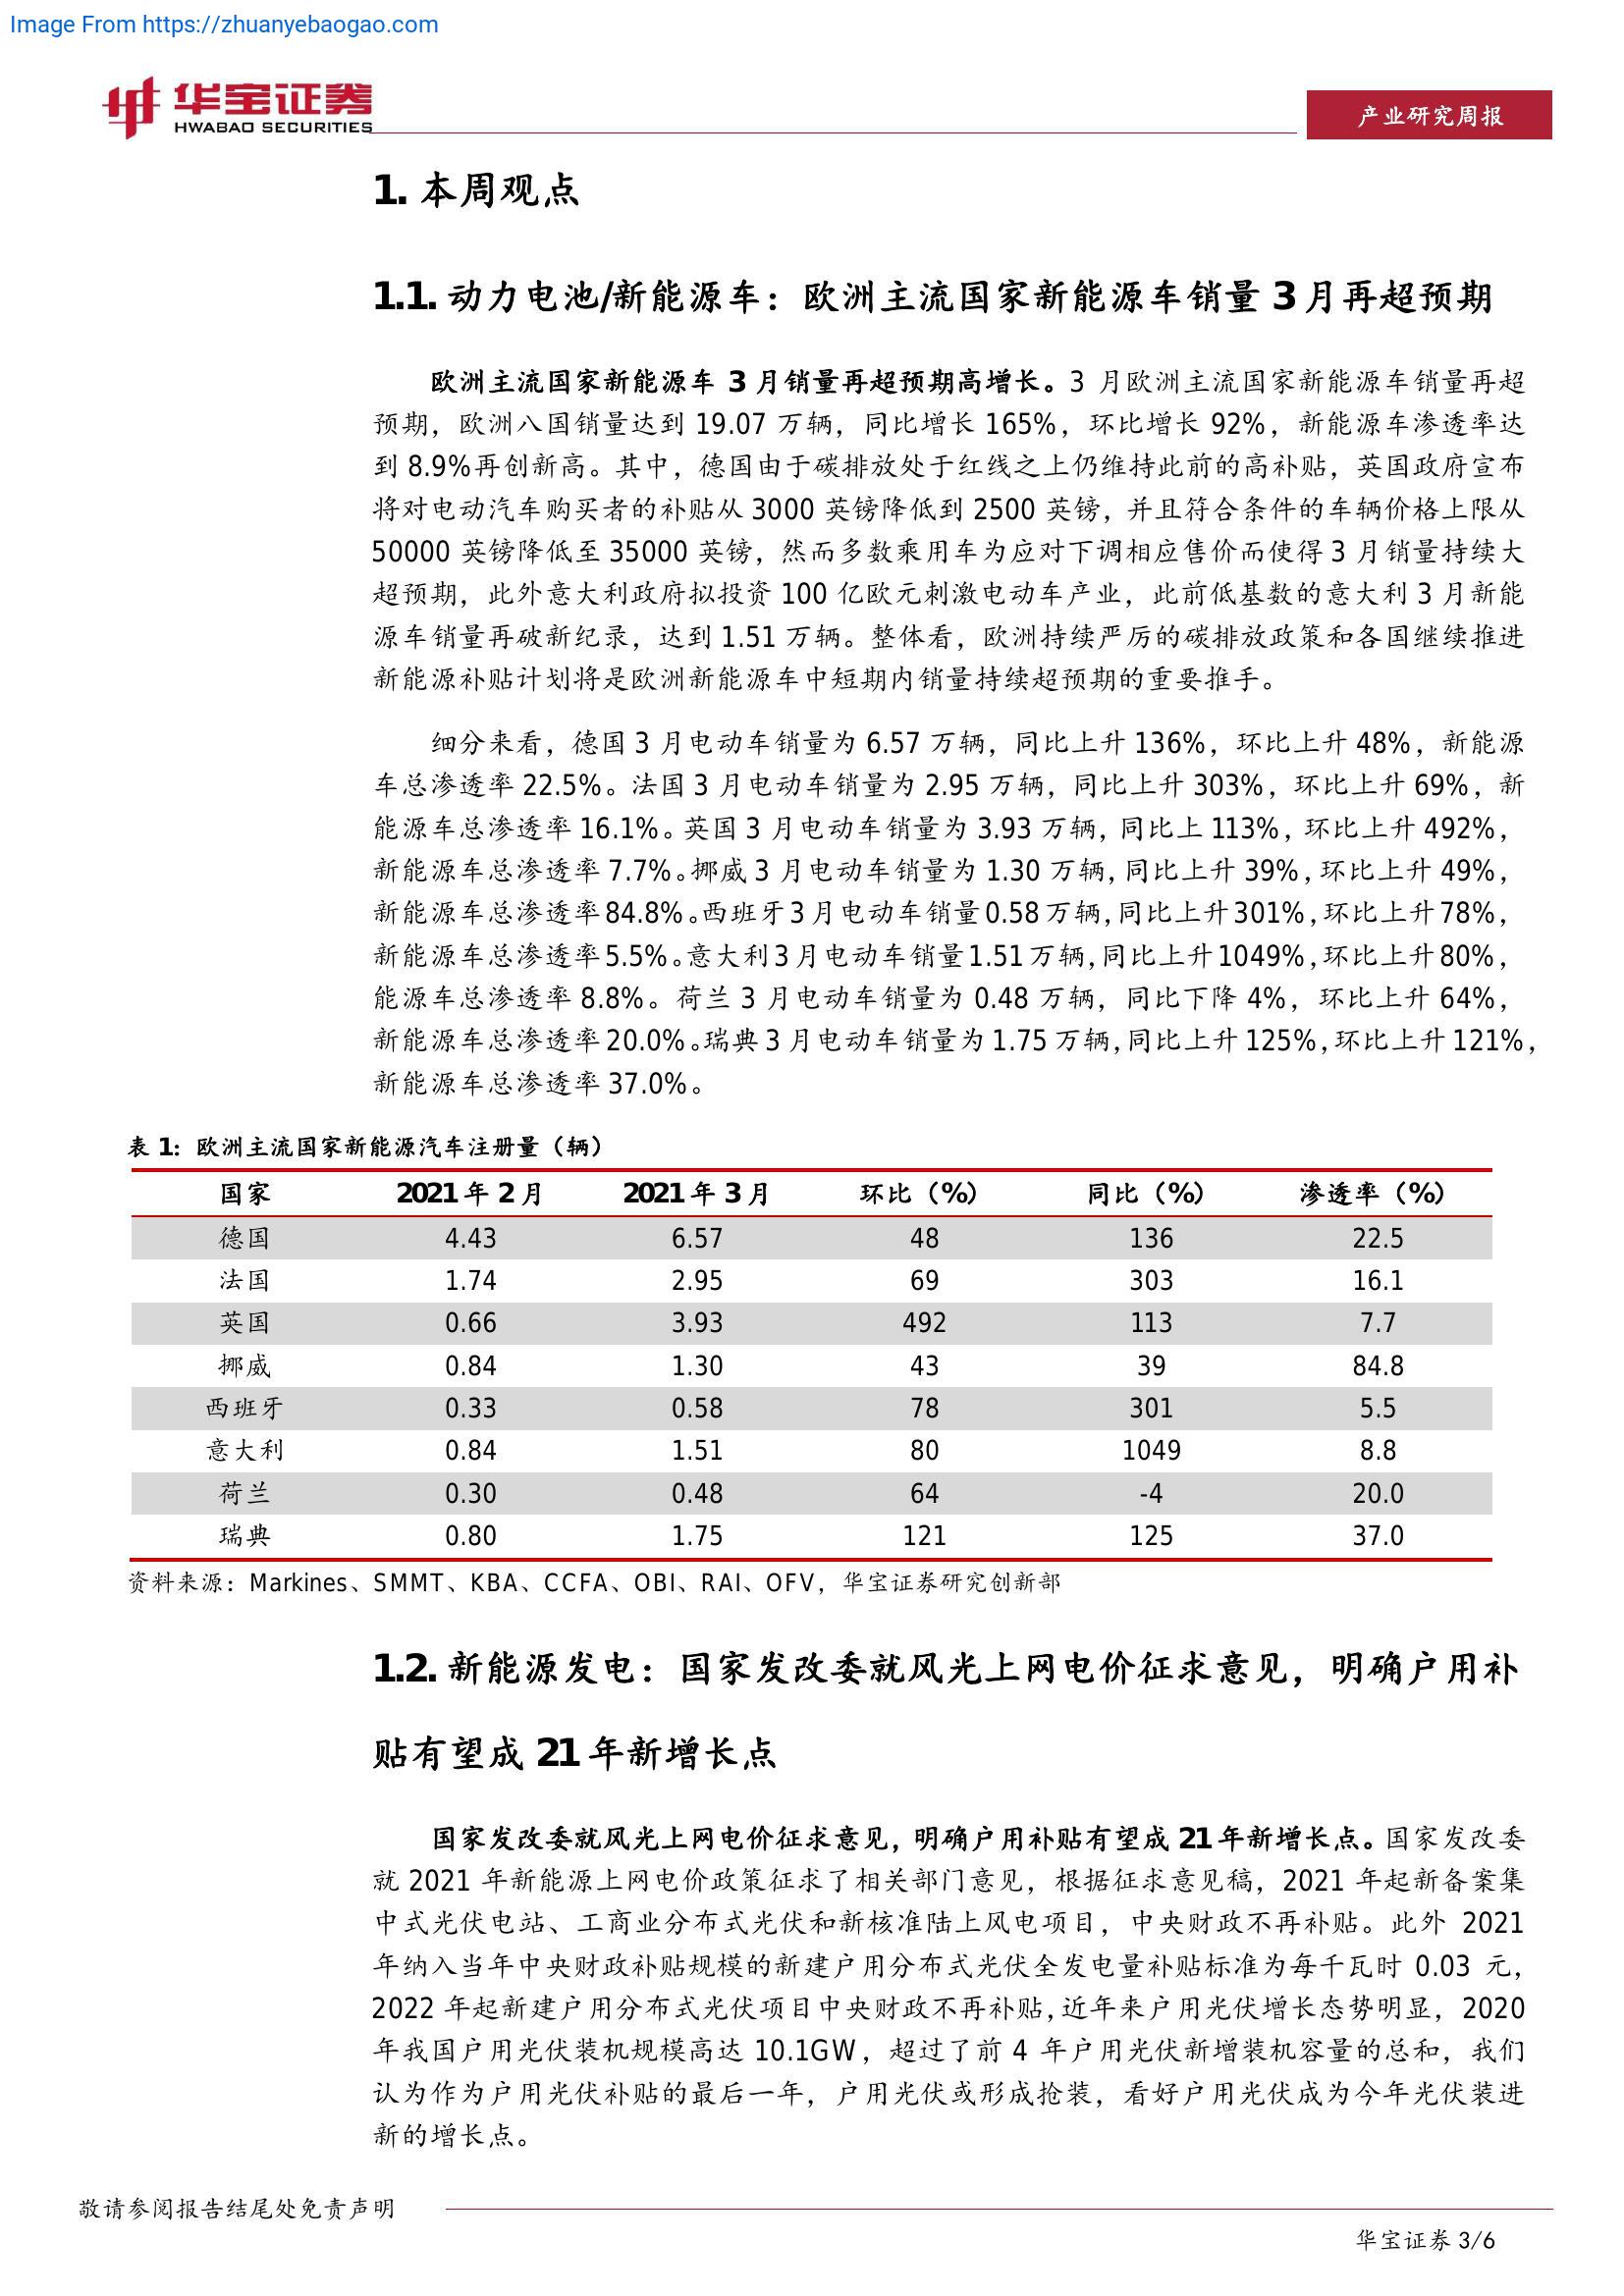 Image From https://zhuanyebaogao.com
华宝证券
HWABAO SECURITIES
产业研究周报
1. 本周观点
1.1. 动力电池/新能源车：欧洲主流国家新能源车销量 3 月再超预期
欧洲主流国家新能源车 3 月销量再超预期高增长。3 月欧洲主流国家新能源车销量再超
预期，欧洲八国销量达到 19.07 万辆，同比增长 165%，环比增长 92%，新能源车渗透率达
到 8.9%再创新高。其中，德国由于碳排放处于红线之上仍维持此前的高补贴，英国政府宣布
将对电动汽车购买者的补贴从 3000 英镑降低到 2500 英镑，并且符合条件的车辆价格上限从
50000 英镑降低至 35000 英镑，然而多数乘用车为应对下调相应售价而使得 3 月销量持续大
超预期，此外意大利政府拟投资 100 亿欧元刺激电动车产业，此前低基数的意大利 3 月新能
源车销量再破新纪录，达到 1.51 万辆。整体看，欧洲持续严厉的碳排放政策和各国继续推进
新能源补贴计划将是欧洲新能源车中短期内销量持续超预期的重要推手。
细分来看，德国 3 月电动车销量为 6.57 万辆，同比上升 136%，环比上升 48%，新能源
车总渗透率 22.5%。法国 3 月电动车销量为 2.95 万辆，同比上升 303%，环比上升 69%，新
能源车总渗透率 16.1%。英国 3 月电动车销量为 3.93 万辆，同比上 113%，环比上升 492%，
新能源车总渗透率 7.7%。挪威 3 月电动车销量为 1.30 万辆，同比上升 39%，环比上升 49%，
新能源车总渗透率 84.8%。西班牙 3 月电动车销量 0.58 万辆，同比上升 301%，环比上升 78%，
新能源车总渗透率 5.5%。意大利 3 月电动车销量 1.51 万辆，同比上升 1049%，环比上升 80%，
能源车总渗透率 8.8%。荷兰 3 月电动车销量为 0.48 万辆，同比下降 4%，环比上升 64%，
新能源车总渗透率 20.0%。瑞典 3 月电动车销量为 1.75 万辆，同比上升 125%，环比上升 121%，
新能源车总渗透率 37.0%。
表 1：欧洲主流国家新能源汽车注册量（辆）
国家 2021 年 2 月 2021 年 3 月 环比（%） 同比（%） 渗透率（%）
德国 4.43 6.57 48 136 22.5
法国 1.74 2.95 69 303 16.1
英国 0.66 3.93 492 113 7.7
挪威 0.84 1.30 43 39 84.8
西班牙 0.33 0.58 78 301 5.5
意大利 0.84 1.51 80 1049 8.8
荷兰 0.30 0.48 64 -4 20.0
瑞典 0.80 1.75 121 125 37.0
资料来源：Markines、SMMT、KBA、CCFA、OBI、RAI、OFV，华宝证券研究创新部
1.2. 新能源发电：国家发改委就风光上网电价征求意见，明确户用补
贴有望成 21 年新增长点
国家发改委就风光上网电价征求意见，明确户用补贴有望成 21 年新增长点。国家发改委
就 2021 年新能源上网电价政策征求了相关部门意见，根据征求意见稿，2021 年起新备案集
中式光伏电站、工商业分布式光伏和新核准陆上风电项目，中央财政不再补贴。此外 2021
年纳入当年中央财政补贴规模的新建户用分布式光伏全发电量补贴标准为每千瓦时 0.03 元，
2022 年起新建户用分布式光伏项目中央财政不再补贴，近年来户用光伏增长态势明显，2020
年我国户用光伏装机规模高达 10.1GW，超过了前 4 年户用光伏新增装机容量的总和，我们
认为作为户用光伏补贴的最后一年，户用光伏或形成抢装，看好户用光伏成为今年光伏装进
新的增长点。
敬请参阅报告结尾处免责声明
华宝证券 3/6